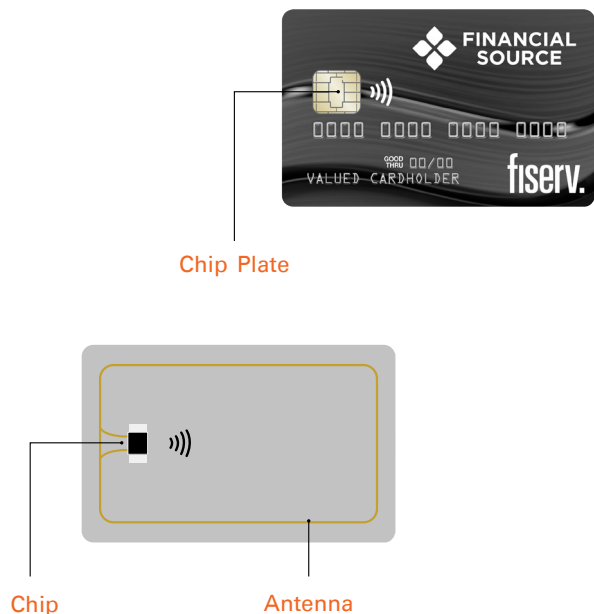 FINANCIAL
SOURCE
0000 0000 0000 0000
GOOD
THRU 00/00
VALUED CARDHOLDER
fiserv.
Chip Plate
Chip
Antenna